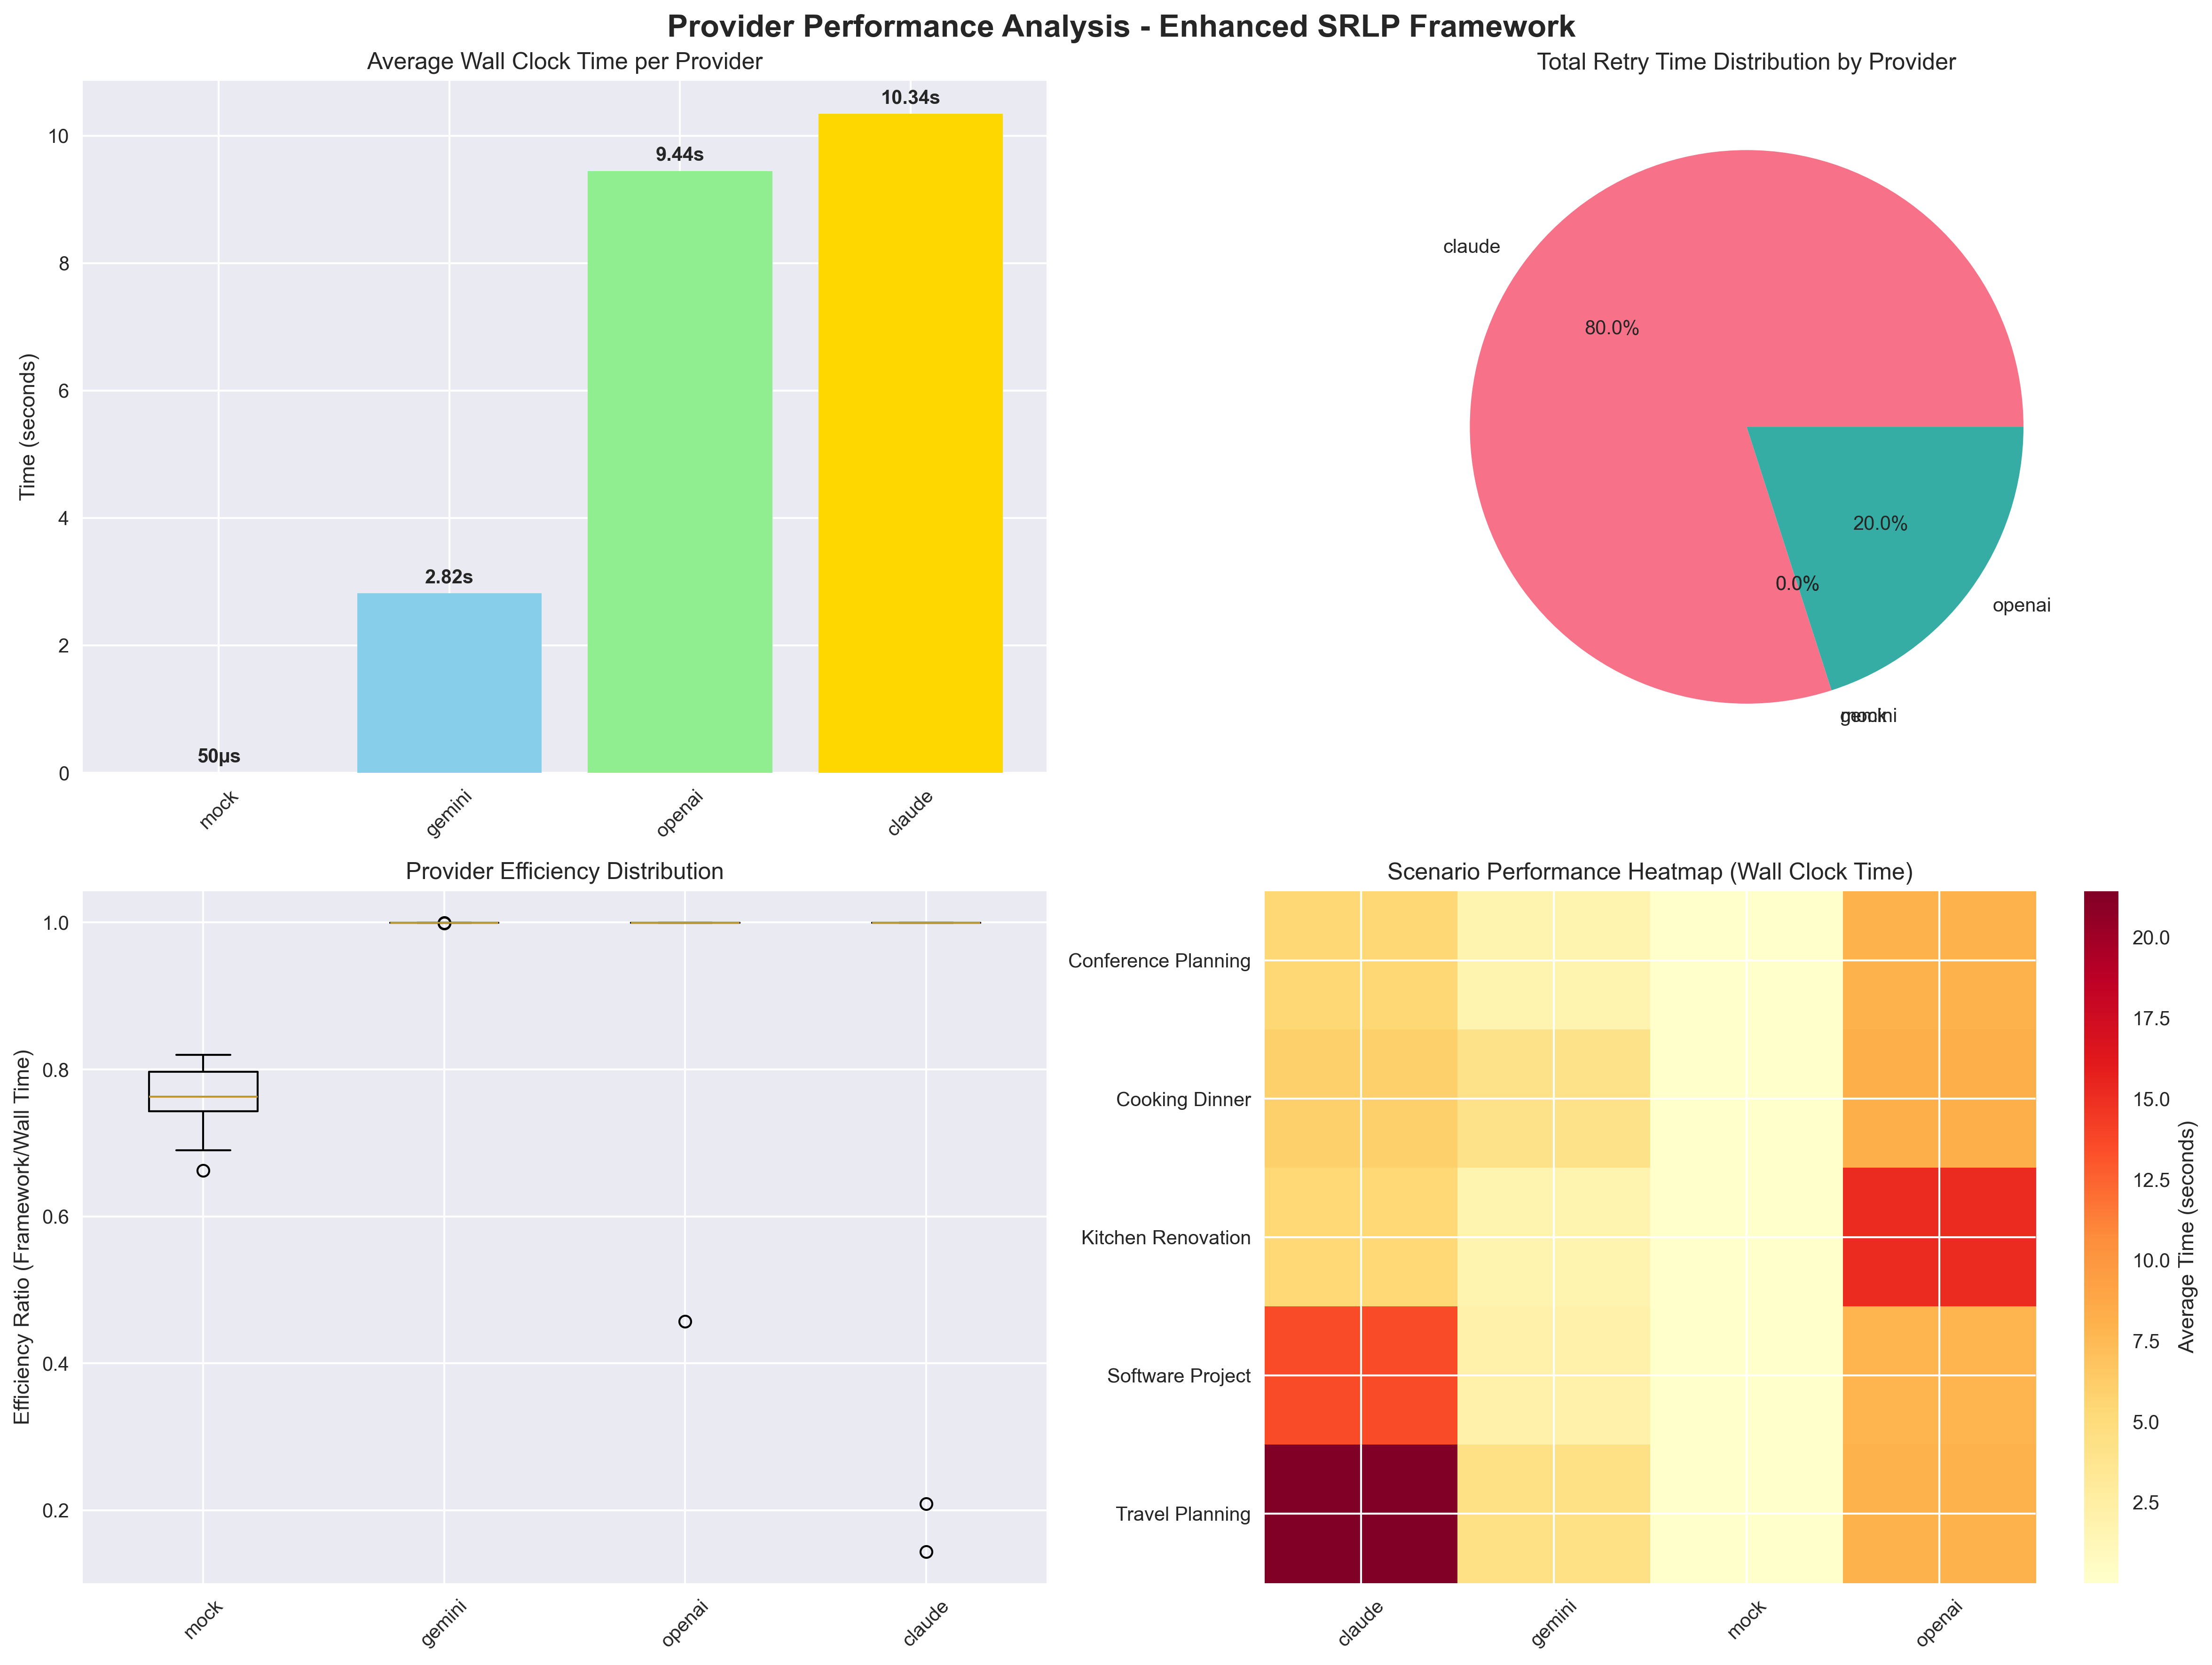 Provider Performance Analysis - Enhanced SRLP Framework
Average Wall Clock Time per Provider
Time (seconds)
10
8
6
4
2
0
50µs
2.82s
9.44s
10.34s
mock
gemini
openai
claude
Total Retry Time Distribution by Provider
claude
80.0%
20.0%
0.0%
openai
gemini
mock
Provider Efficiency Distribution
Efficiency Ratio (Framework/Wall Time)
1.0
0.8
0.6
0.4
0.2
mock
gemini
openai
claude
Scenario Performance Heatmap (Wall Clock Time)
Conference Planning
Cooking Dinner
Kitchen Renovation
Software Project
Travel Planning
claude
gemini
mock
openai
20.0
17.5
15.0
12.5
10.0
7.5
5.0
2.5
Average Time (seconds)